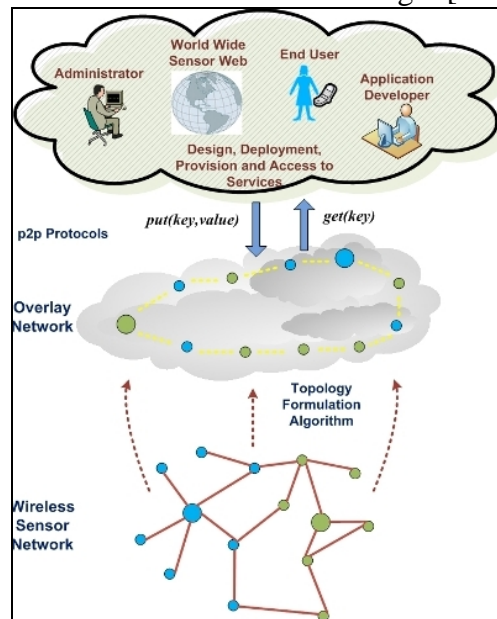 World Wide
Sensor Web
End User
Administrator
Application
Developer
Design, Deployment,
Provision and Access to
Services
put(key,value)
get(key)
p2p Protocols
Overlay
Network
Topology
Formulation
Algorithm
Wireless
Sensor
Network